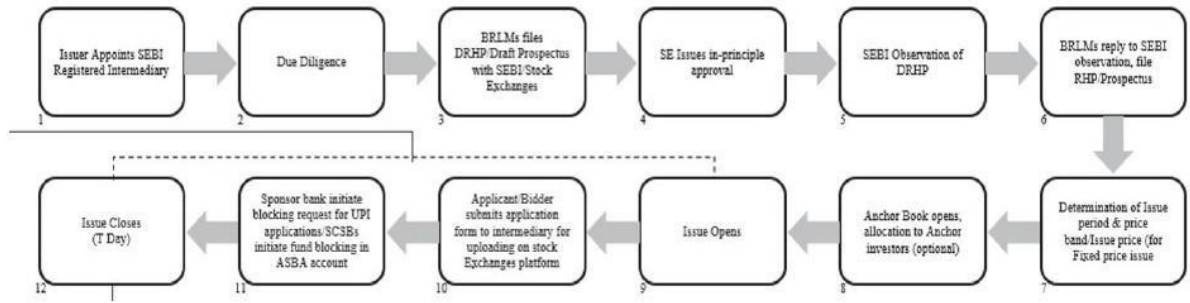 Issuer Appoints SEBI
Registered Intermediary
1
Due Diligence
2
BRLMs files
DRHP/Draft Prospectus
with SEBI/Stock
Exchanges
3
SE Issues in-principle
approval
4
SEBI Observation of
DRHP
5
BRLMs reply to SEBI
observation, file
RHP/Prospectus
6
Determination of Issue
period & price
band/Issue price (for
Fixed price issue
7
Anchor Book opens,
allocation to Anchor
investors (optional)
8
Issue Opens
9
Applicant/Bidder
submits application
form to intermediary for
uploading on stock
Exchanges platform
10
Sponsor bank initiate
blocking request for UPI
applications/SCSBs
initiate fund blocking in
ASBA account
11
Issue Closes
(T Day)
12